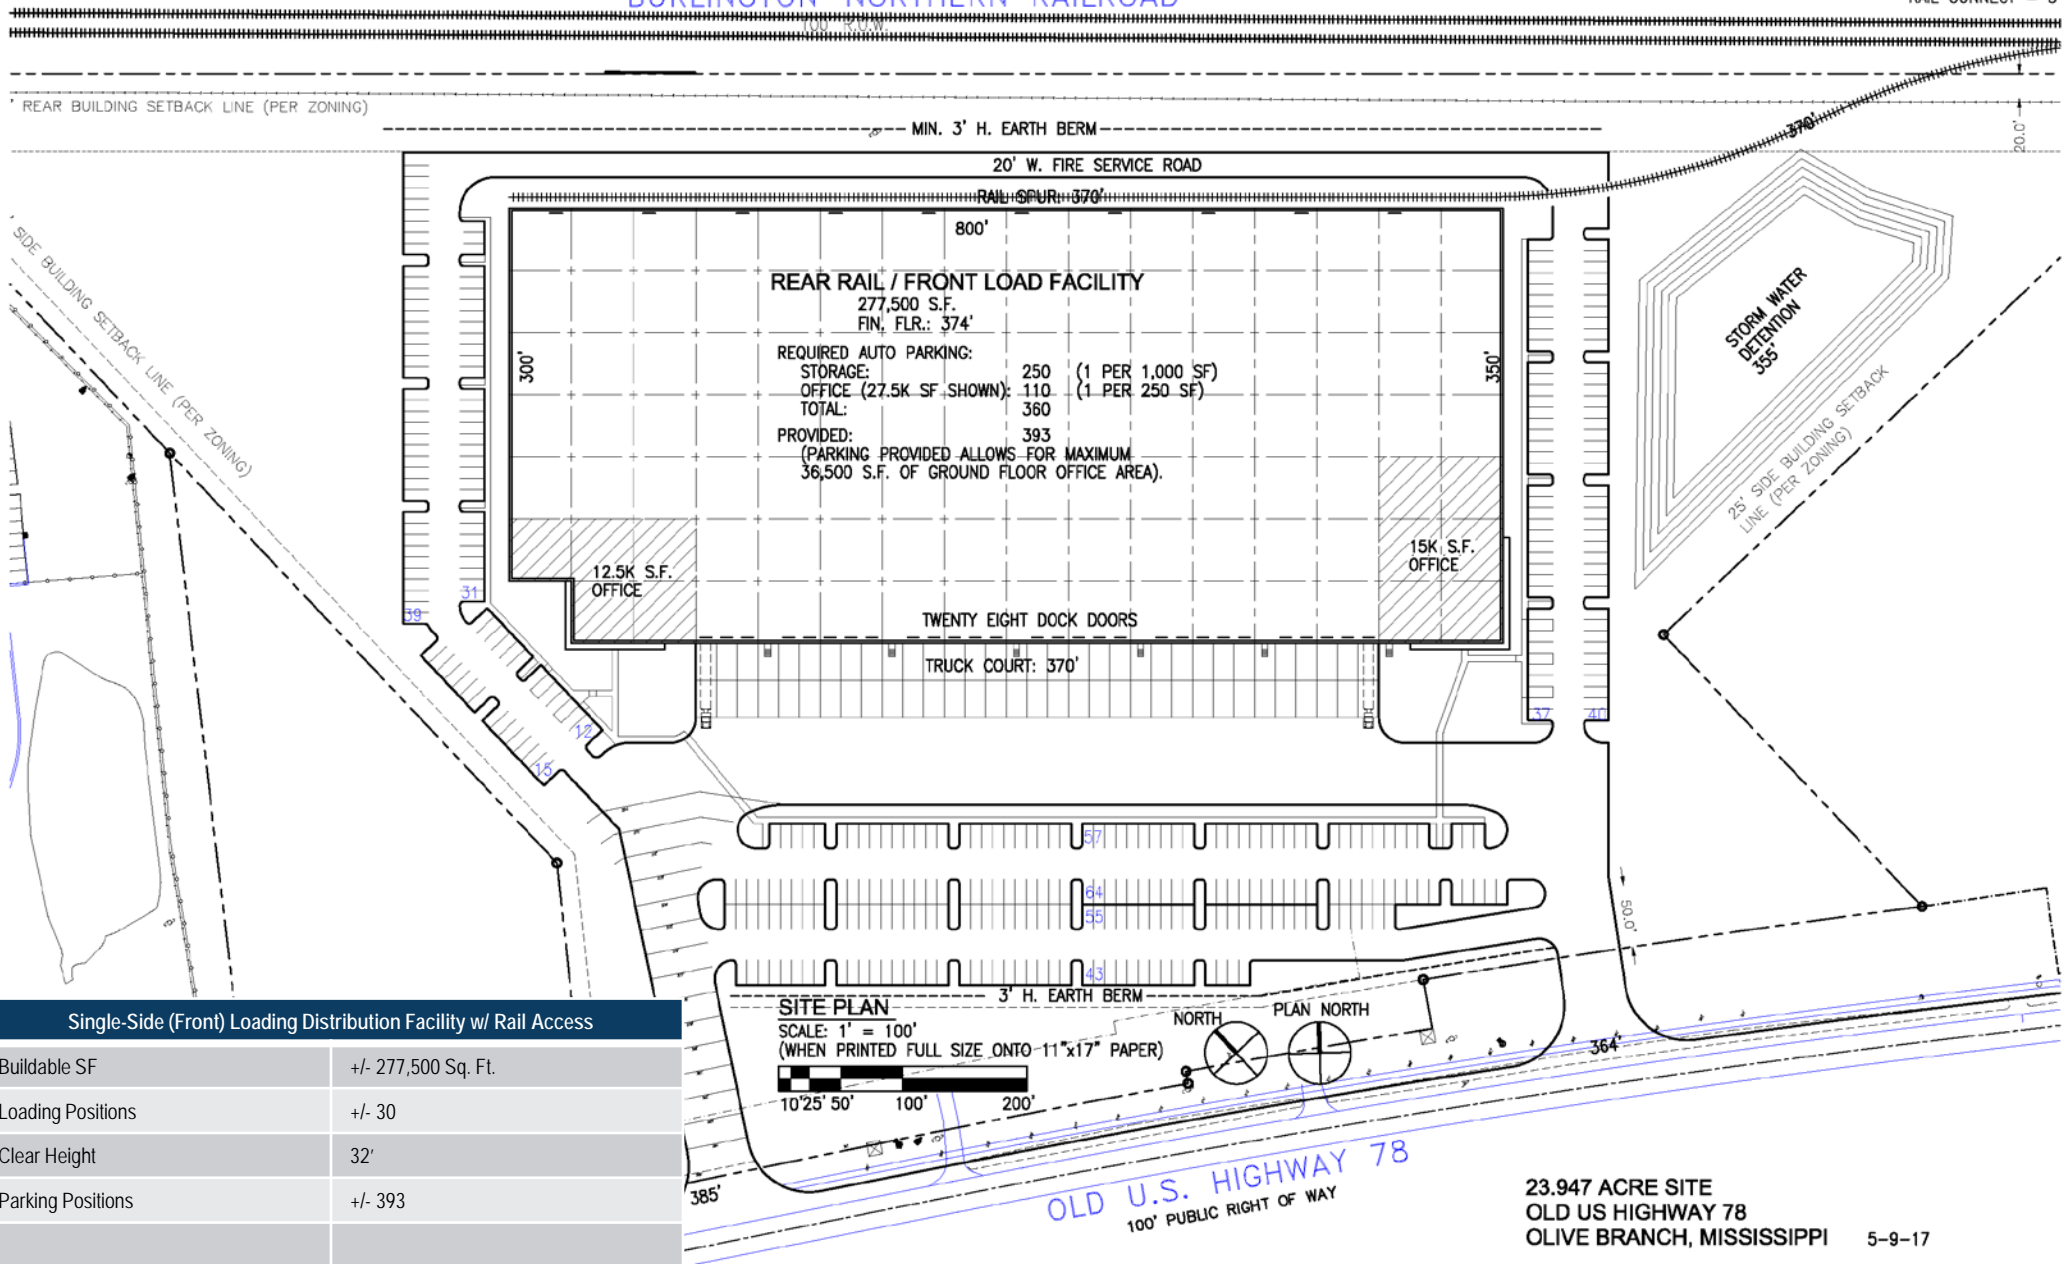 BURLINGTON NORTHERN RAILROAD
100' R.O.W.
' REAR BUILDING SETBACK LINE (PER ZONING)
MIN. 3' H. EARTH BERM
370'
20.0'
20' W. FIRE SERVICE ROAD
RAIL SPUR: 370'
800'
SIDE BUILDING SETBACK LINE (PER ZONING)
REAR RAIL / FRONT LOAD FACILITY
277,500 S.F.
FIN. FLR.: 374'
300'
350'
REQUIRED AUTO PARKING:
STORAGE: 250 (1 PER 1,000 SF)
OFFICE (27.5K SF SHOWN): 110 (1 PER 250 SF)
TOTAL: 360
PROVIDED: 393
(PARKING PROVIDED ALLOWS FOR MAXIMUM
36,500 S.F. OF GROUND FLOOR OFFICE AREA).
STORM WATER
DETENTION
355'
25' SIDE BUILDING SETBACK
LINE (PER ZONING)
12.5K S.F.
OFFICE
15K S.F.
OFFICE
39
31
TWENTY EIGHT DOCK DOORS
TRUCK COURT: 370'
12
15
37
40
57
64
55
43
50.0'
3' H. EARTH BERM
SITE PLAN
SCALE: 1' = 100'
(WHEN PRINTED FULL SIZE ONTO 11"x17" PAPER)
10'25' 50' 100' 200'
NORTH
PLAN NORTH
364'
385'
OLD U.S. HIGHWAY 78
100' PUBLIC RIGHT OF WAY
Single-Side (Front) Loading Distribution Facility w/ Rail Access
Buildable SF +/- 277,500 Sq. Ft.
Loading Positions +/- 30
Clear Height 32'
Parking Positions +/- 393
23.947 ACRE SITE
OLD US HIGHWAY 78
OLIVE BRANCH, MISSISSIPPI 5-9-17